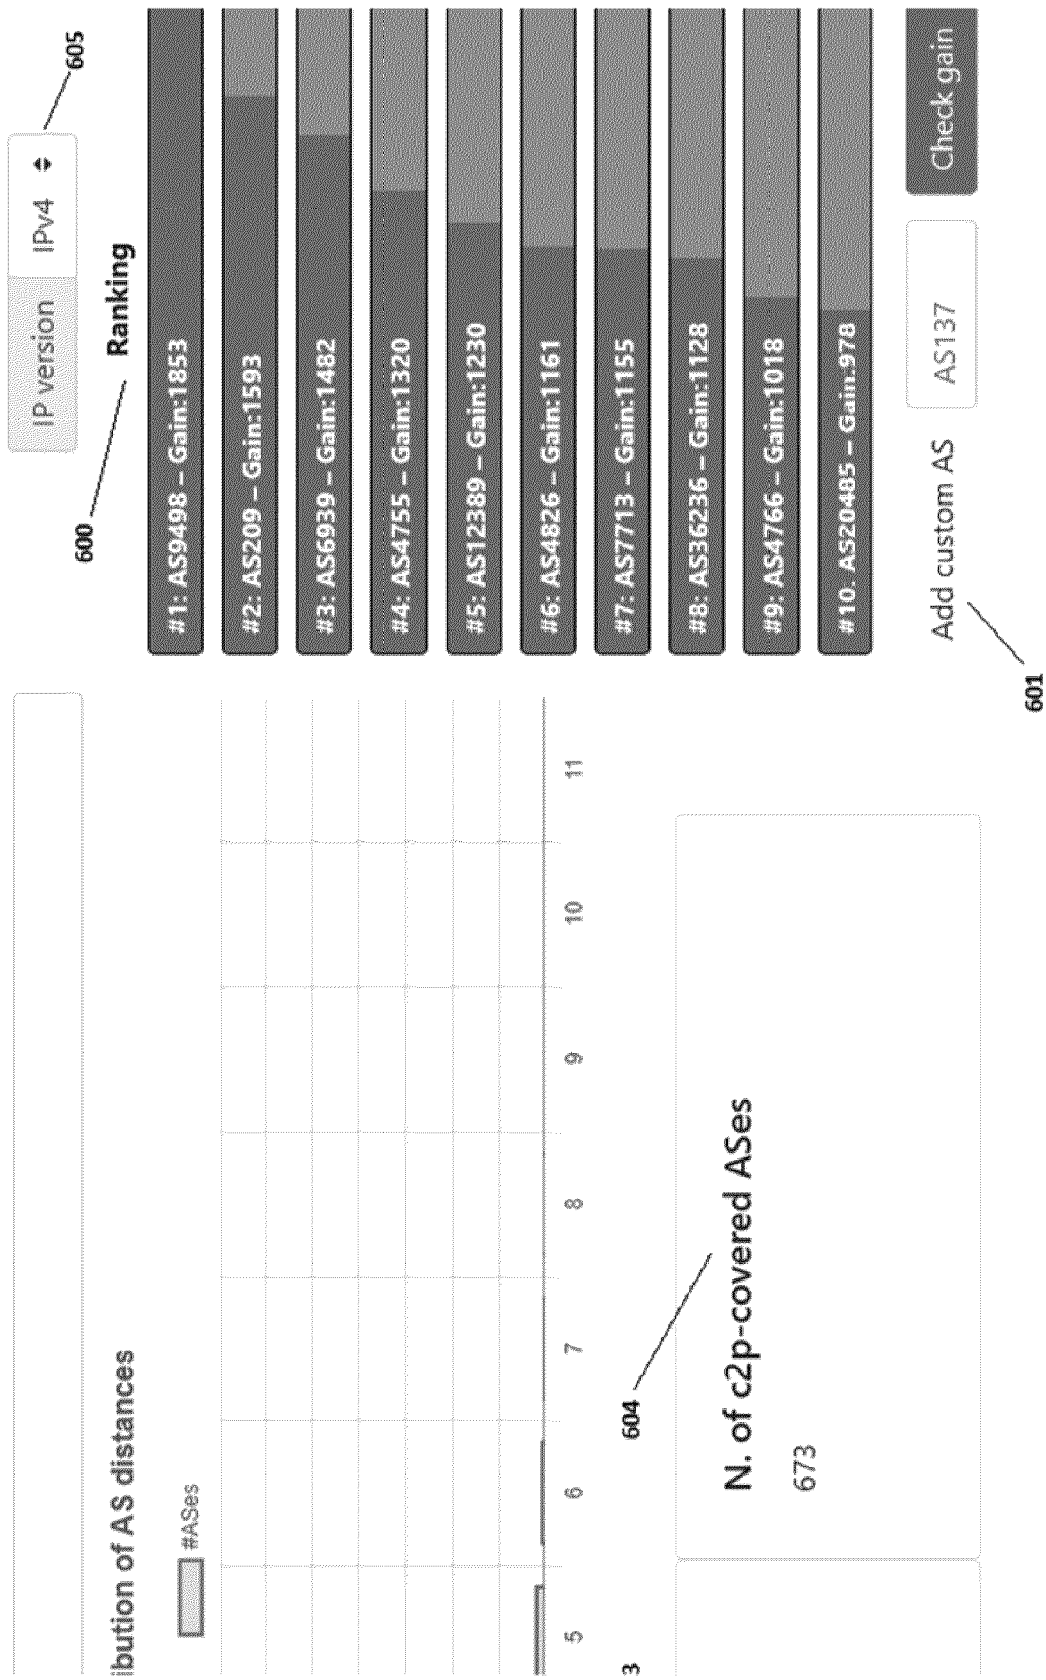 IP version IPv4
605
600
Ranking
#1: AS9498 – Gain:1853
#2: AS209 – Gain:1593
#3: AS6939 – Gain:1482
#4: AS4755 – Gain:1320
#5: AS12389 – Gain:1230
#6: AS4826 – Gain:1161
#7: AS7713 – Gain:1155
#8: AS36236 – Gain:1128
#9: AS4766 – Gain:1018
#10. AS20485 – Gain:978
Add custom AS AS137 Check gain
601
ibution of AS distances
#ASes
5 6 7 8 9 10 11
3
604
N. of c2p-covered ASes
673